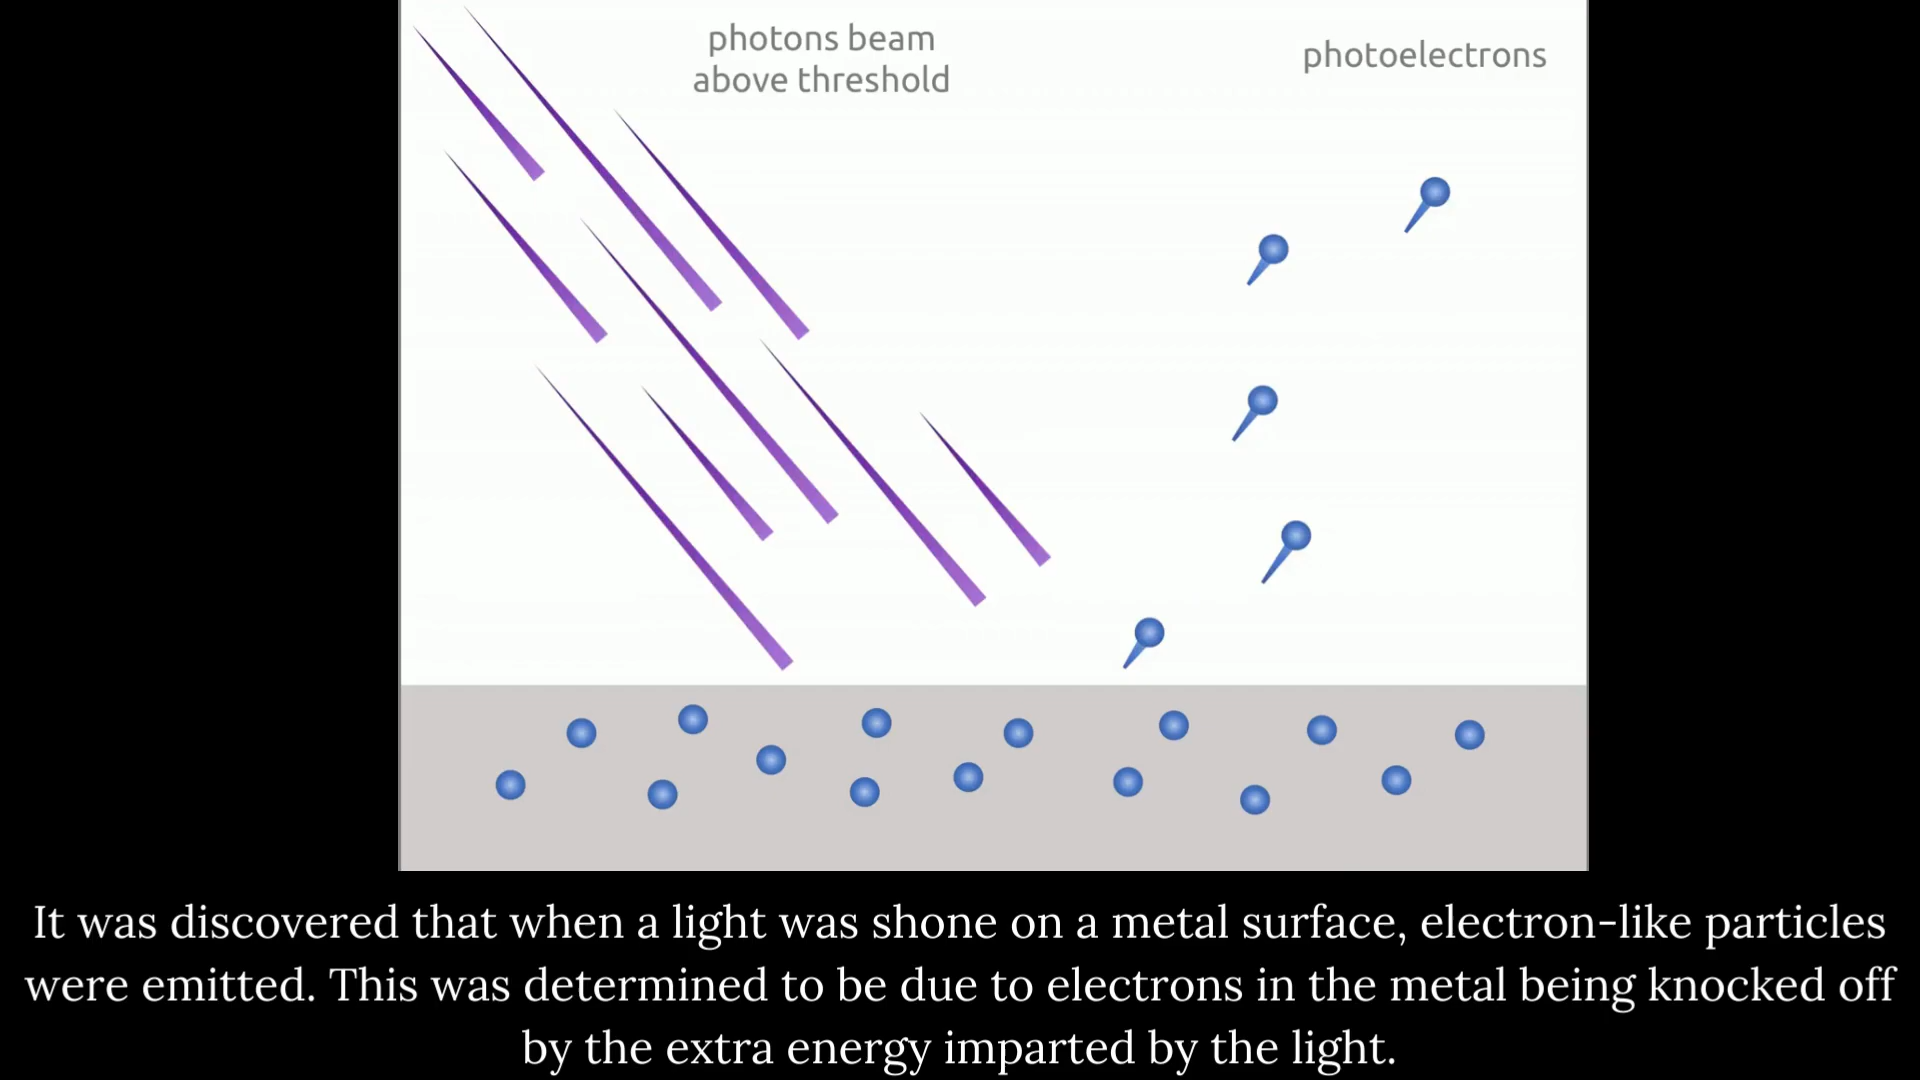 photons beam
above threshold
photoelectrons
It was discovered that when a light was shone on a metal surface, electron-like particles
were emitted. This was determined to be due to electrons in the metal being knocked off
by the extra energy imparted by the light.